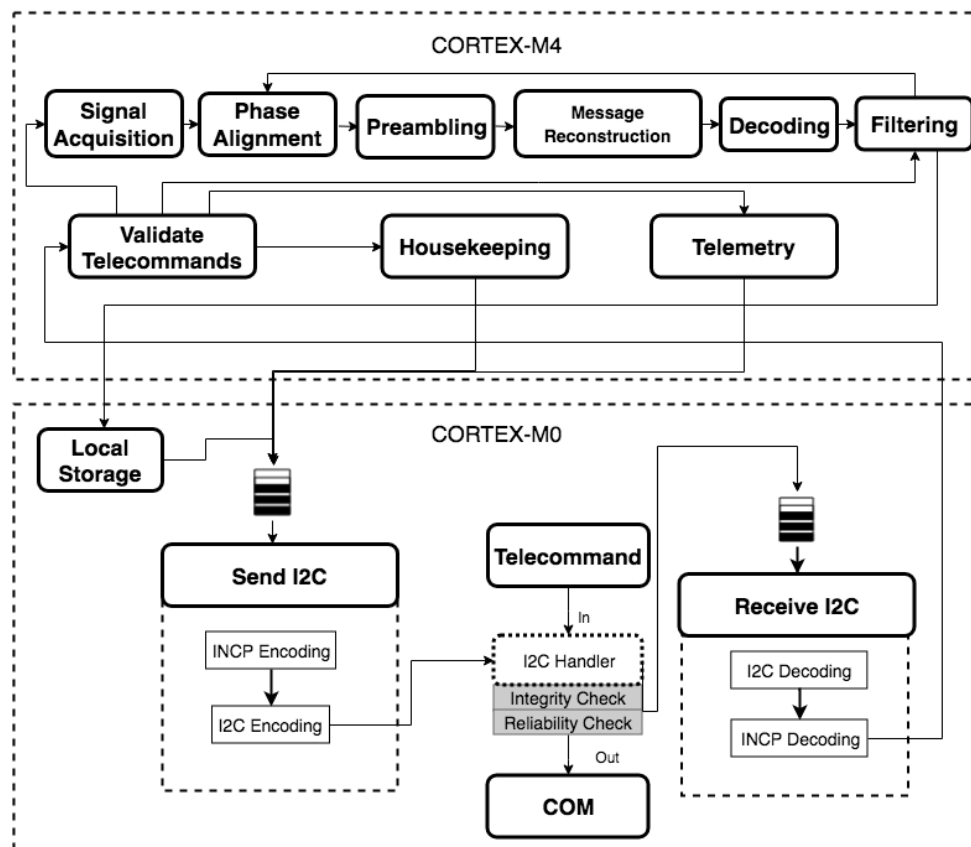 CORTEX-M4
Signal
Acquisition
Phase
Alignment
Preambling
Message
Reconstruction
Decoding
Filtering
Validate
Telecommands
Housekeeping
Telemetry
CORTEX-M0
Local
Storage
Send I2C
INCP Encoding
I2C Encoding
Telecommand
In
I2C Handler
Integrity Check
Reliability Check
Out
COM
Receive I2C
I2C Decoding
INCP Decoding